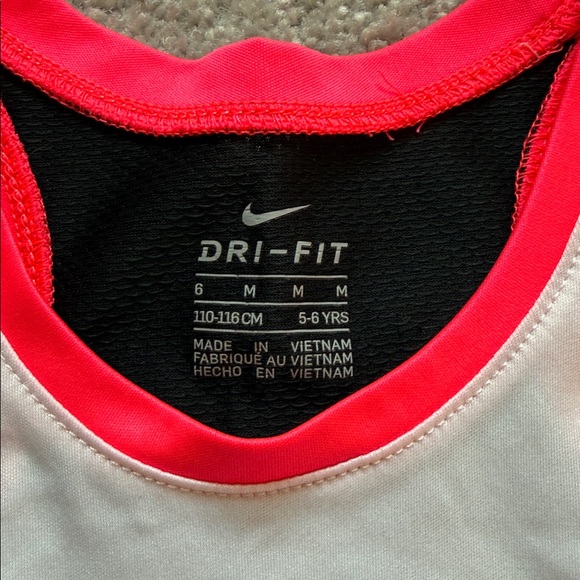 DRI-FIT
6 M M M
110-116 CM 5-6 YRS
MADE IN VIETNAM
FABRIQUÉ AU VIETNAM
HECHO EN VIETNAM